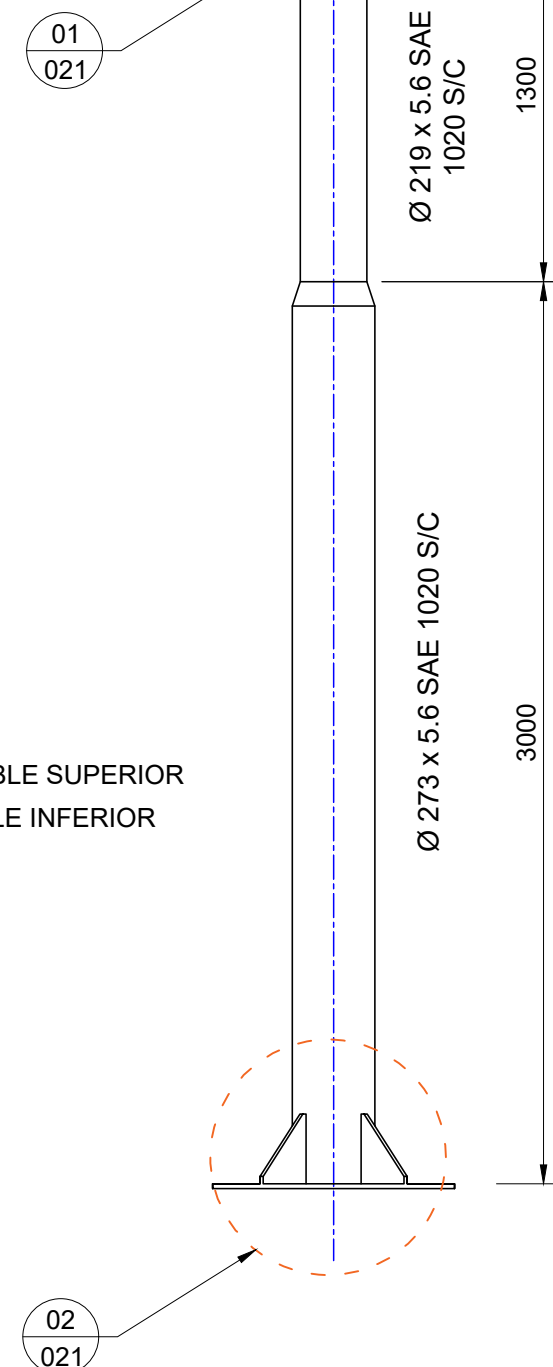 01
021
Ø 219 x 5.6 SAE
1020 S/C
1300
Ø 273 x 5.6 SAE 1020 S/C
3000
BLE SUPERIOR
LE INFERIOR
02
021